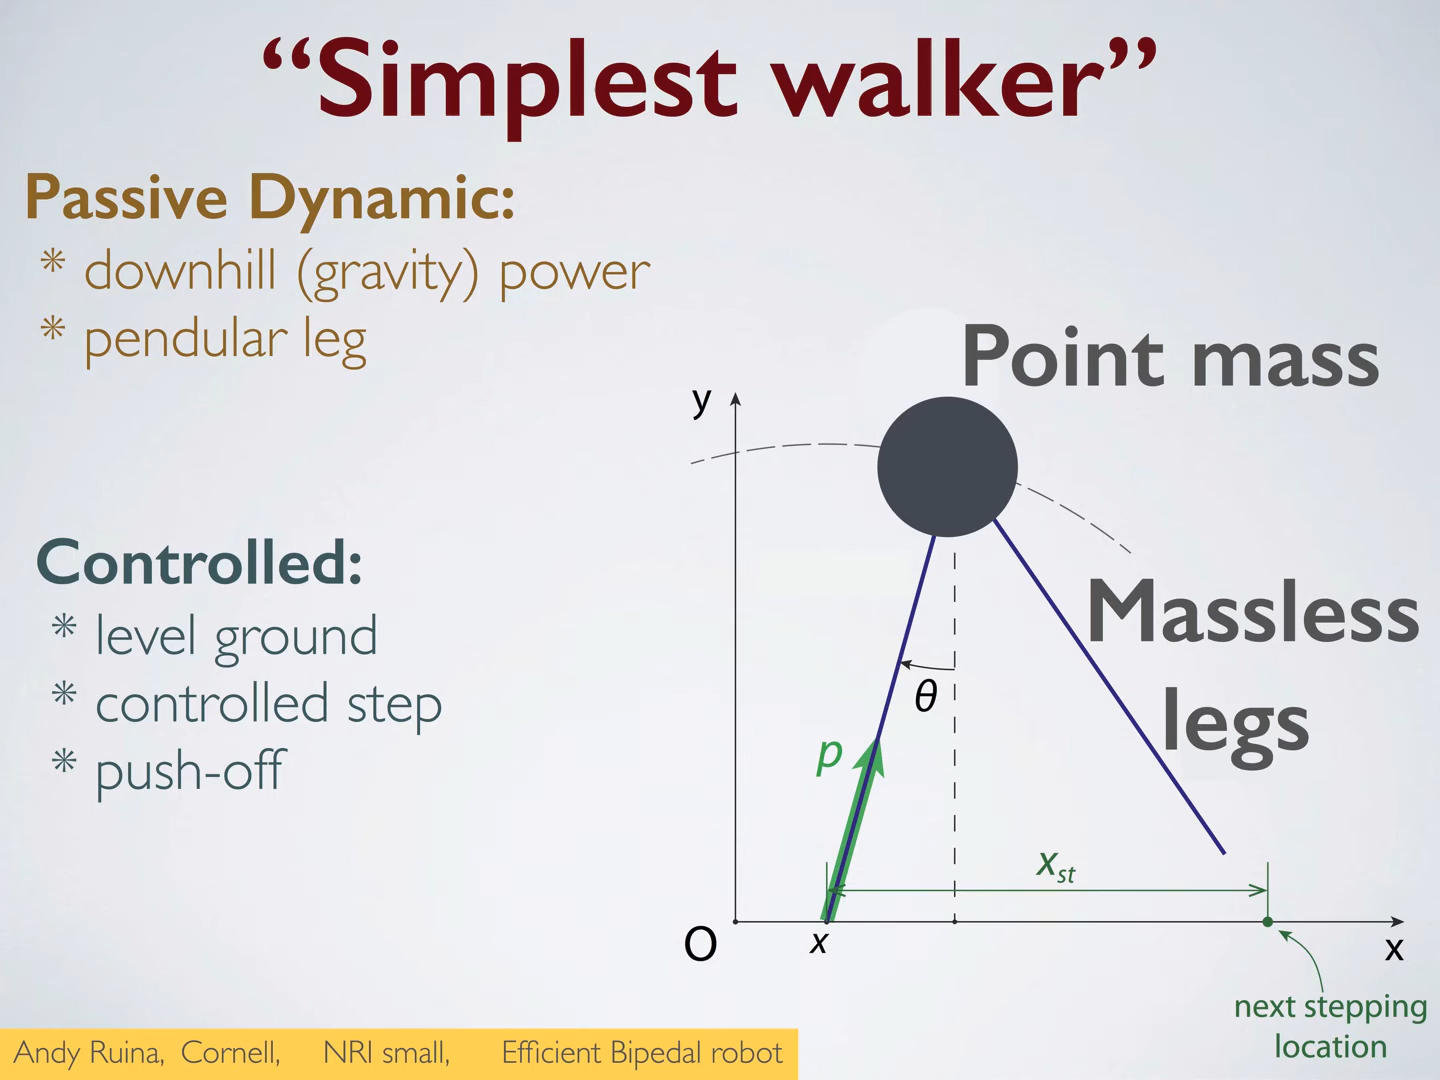 “Simplest walker”
Passive Dynamic:
* downhill (gravity) power
* pendular leg
Controlled:
* level ground
* controlled step
* push-off
Point mass
Massless
legs
y
θ
p
x_st
O
x
x
next stepping
location
Andy Ruina, Cornell, NRI small, Efficient Bipedal robot